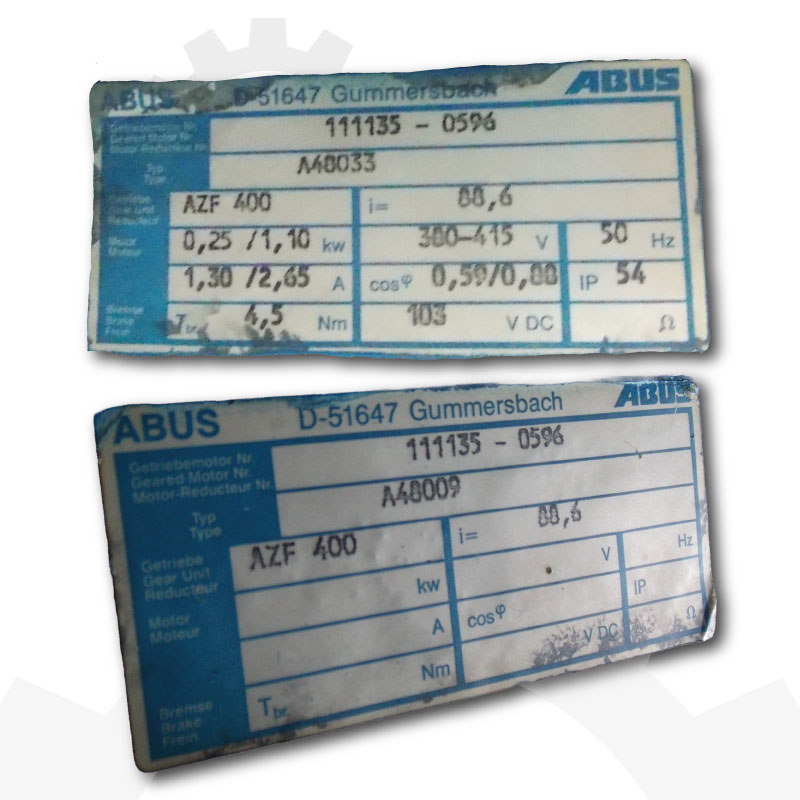 ABUS D-51647 Gummersbach ABUS
Getriebemotor Nr.
Geared Motor Nr.
Motor-Reducteur Nr.
111135 - 0596
Typ
Type
A48033
Getriebe
Gear Unit
Reducteur
AZF 400 i= 88,6
Motor
Moteur
0,25 /1,10 kw 380-415 V 50 Hz
1,30 /2,65 A cosφ 0,59/0,88 IP 54
Bremse
Brake
Frein
Tbr. 4,5 Nm 103 V DC Ω
ABUS D-51647 Gummersbach ABUS
Getriebemotor Nr.
Geared Motor Nr.
Motor-Reducteur Nr.
111135 - 0596
Typ
Type
A48009
Getriebe
Gear Unit
Reducteur
AZF 400 i= 88,6
Motor
Moteur
kw V Hz
A cosφ IP
Bremse
Brake
Frein
Tbr. Nm V DC Ω